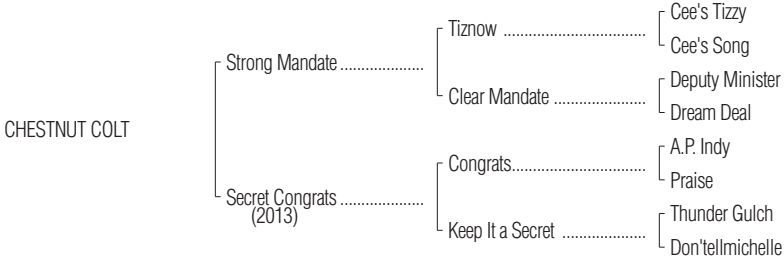 Cee's Tizzy
Tiznow ..................................
Cee's Song
Strong Mandate ....................
Deputy Minister
Clear Mandate ......................
Dream Deal
CHESTNUT COLT
A.P. Indy
Congrats................................
Praise
Secret Congrats ....................
(2013)
Thunder Gulch
Keep It a Secret ....................
Don'tellmichelle